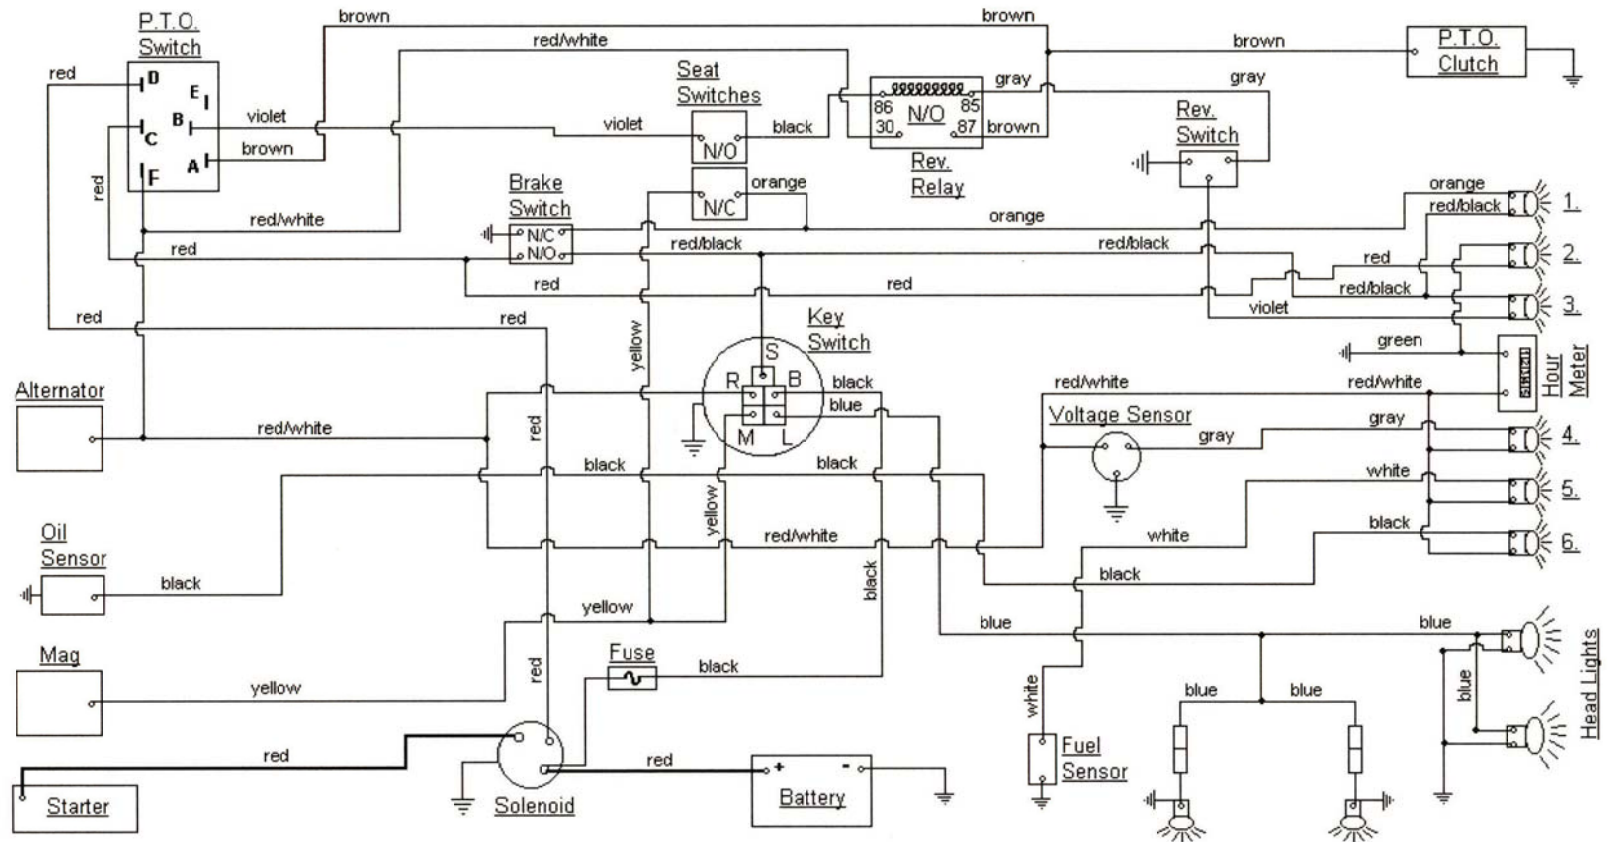 brown
brown
P.T.O.
Switch
red/white
brown
P.T.O.
Clutch
red
D
E
Seat
Switches
gray
gray
violet
B
C
violet
black
86
85
N/O
30
87
brown
Rev.
Switch
brown
A
F
N/O
Rev.
Relay
red
orange
N/C
Brake
Switch
orange
1.
red/black
red/white
orange
N/C
N/O
red/black
red/black
2.
red
red
red
red
red/black
3.
violet
red
red
Key
Switch
yellow
green
S
Hour
Meter
R
B
black
red/white
red/white
Alternator
blue
Voltage Sensor
red
red/white
M
L
gray
gray
4.
black
black
white
5.
yellow
black
6.
Oil
Sensor
red/white
white
black
black
black
yellow
blue
blue
Mag
Fuse
black
red
yellow
white
blue
blue
blue
Head Lights
red
red
Fuel
Sensor
+
-
Starter
Solenoid
Battery